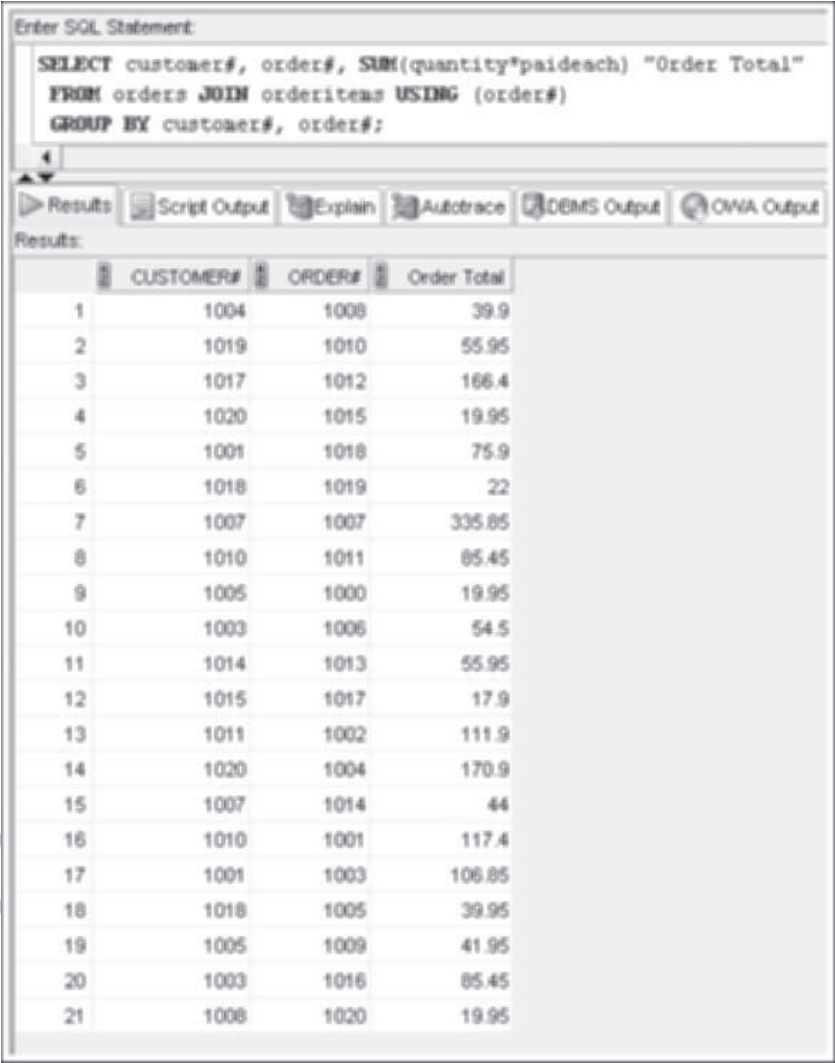 Enter SQL Statement:
SELECT customer#, order#, SUM(quantity*paideach) "Order Total"
FROM orders JOIN orderitems USING (order#)
GROUP BY customer#, order#;
Results Script Output Explain Autotrace DBMS Output OWA Output
Results:
CUSTOMER# ORDER# Order Total
1 1004 1008 39.9
2 1019 1010 55.95
3 1017 1012 166.4
4 1020 1015 19.95
5 1001 1018 75.9
6 1018 1019 22
7 1007 1007 335.85
8 1010 1011 85.45
9 1005 1000 19.95
10 1003 1006 54.5
11 1014 1013 55.95
12 1015 1017 17.9
13 1011 1002 111.9
14 1020 1004 170.9
15 1007 1014 44
16 1010 1001 117.4
17 1001 1003 106.85
18 1018 1005 39.95
19 1005 1009 41.95
20 1003 1016 85.45
21 1008 1020 19.95